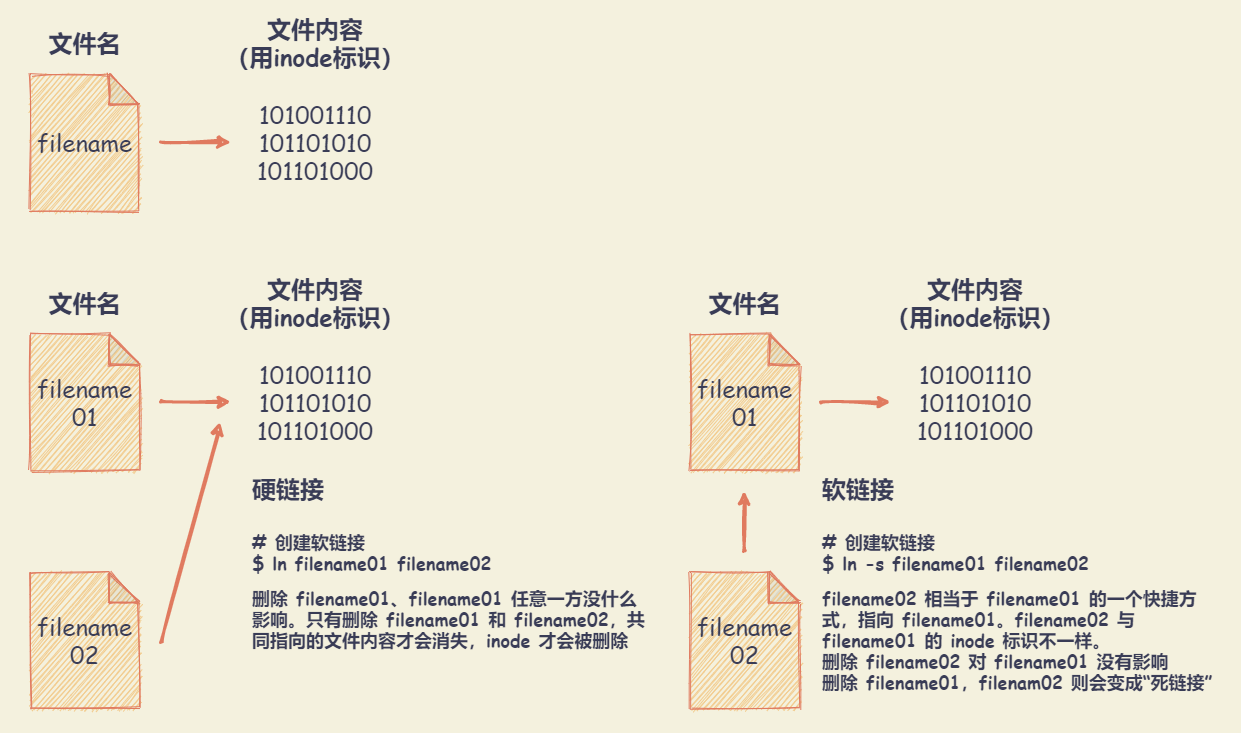 文件名
文件内容
（用inode标识）
filename
101001110
101101010
101101000
文件名
文件内容
（用inode标识）
filename
01
101001110
101101010
101101000
硬链接
# 创建软链接
$ ln filename01 filename02
删除 filename01、filename01 任意一方没什么
影响。只有删除 filename01 和 filename02，共
同指向的文件内容才会消失，inode 才会被删除
filename
02
文件名
文件内容
（用inode标识）
filename
01
101001110
101101010
101101000
软链接
# 创建软链接
$ ln -s filename01 filename02
filename02 相当于 filename01 的一个快捷方
式，指向 filename01。filename02 与
filename01 的 inode 标识不一样。
删除 filename02 对 filename01 没有影响
删除 filename01，filenam02 则会变成“死链接”
filename
02